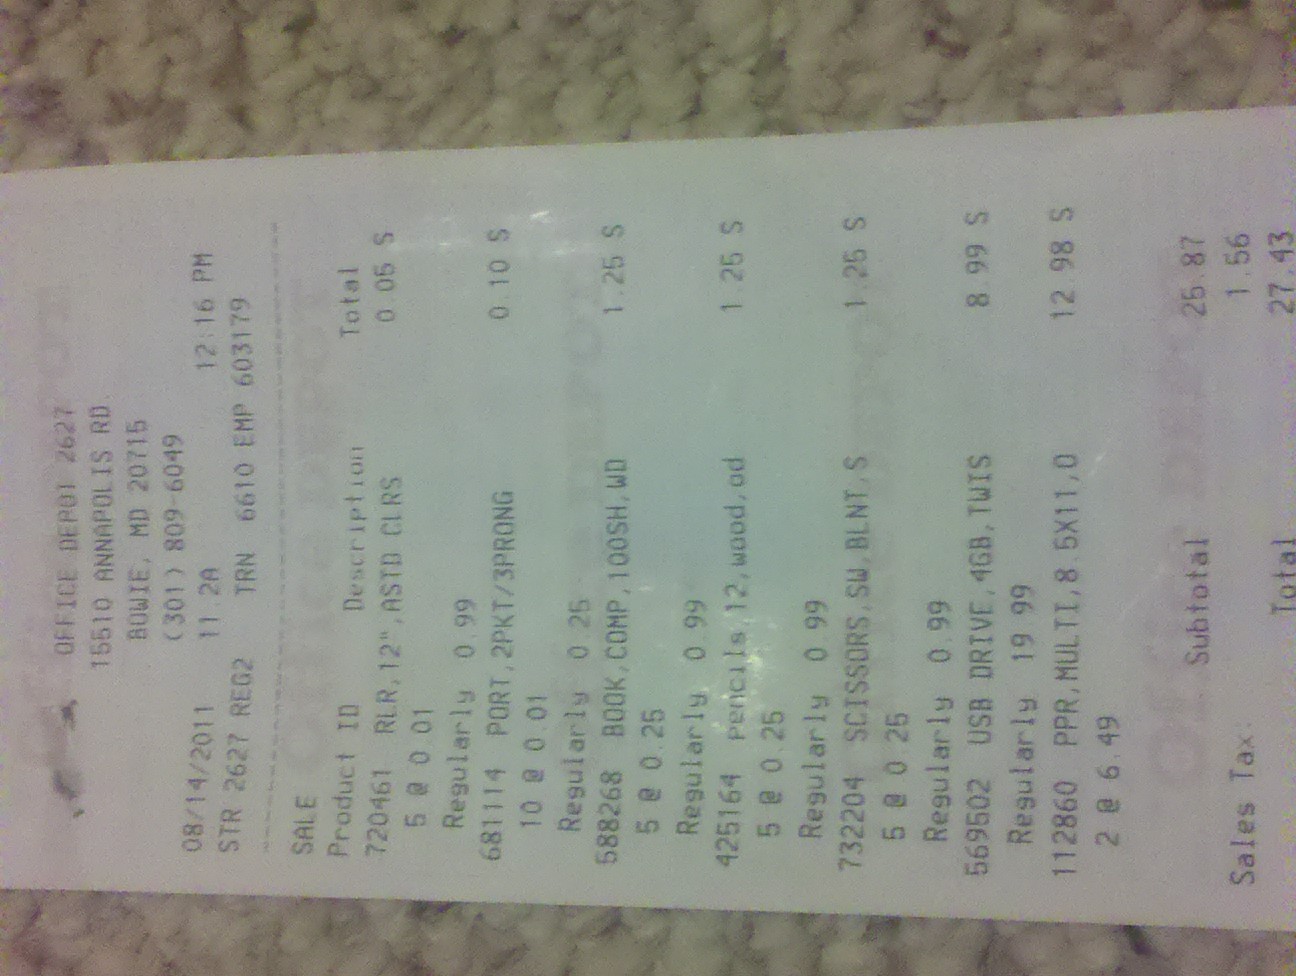 OFFICE DEPOT 2627
15510 ANNAPOLIS RD.
BOWIE, MD 20715
(301) 809-6049
08/14/2011 11.2A 12:16 PM
STR 2627 REG2 TRN 6610 EMP 603179
SALE
Product ID Description Total
720461 RLR,12",ASTD CLRS 0.05 S
5 @ 0.01
Regularly 0.99
681114 PORT,2PKT/3PRONG 0.10 S
10 @ 0.01
Regularly 0.25
588268 BOOK,COMP,100SH,WD 1.25 S
5 @ 0.25
Regularly 0.99
425164 pencils 12,wood,od 1.25 S
5 @ 0.25
Regularly 0.99
732204 SCISSORS,SW,BLNT,S 1.25 S
5 @ 0.25
Regularly 0.99
569502 USB DRIVE,4GB,TWIS 8.99 S
Regularly 19.99
112860 PPR,MULTI,8.5X11,O 12.98 S
2 @ 6.49
Subtotal 25.87
Sales Tax: 1.56
Total 27.43